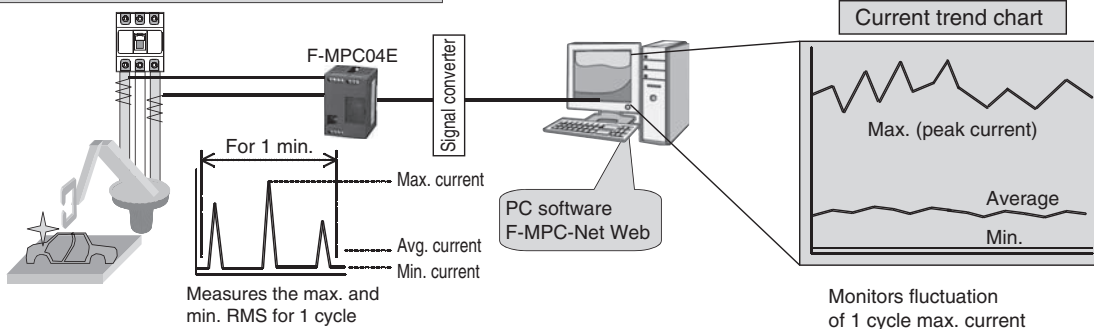 F-MPC04E
Signal converter
Current trend chart
Max. (peak current)
Average
Min.
For 1 min.
Max. current
Avg. current
Min. current
PC software
F-MPC-Net Web
Measures the max. and
min. RMS for 1 cycle
Monitors fluctuation
of 1 cycle max. current